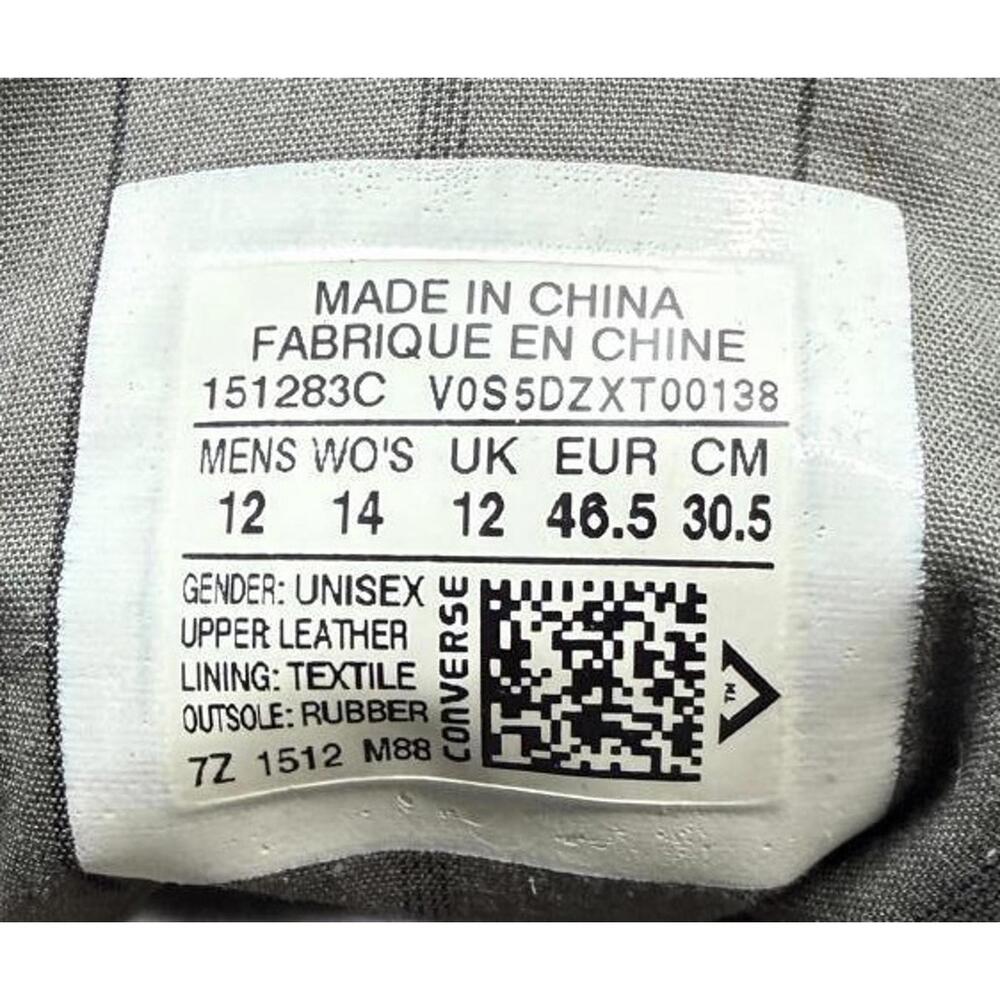 MADE IN CHINA
FABRIQUE EN CHINE
151283C V0S5DZXT00138
MENS WO'S UK EUR CM
12 14 12 46.5 30.5
GENDER: UNISEX
UPPER LEATHER
LINING: TEXTILE
OUTSOLE: RUBBER
7Z 1512 M88
CONVERSE
TM